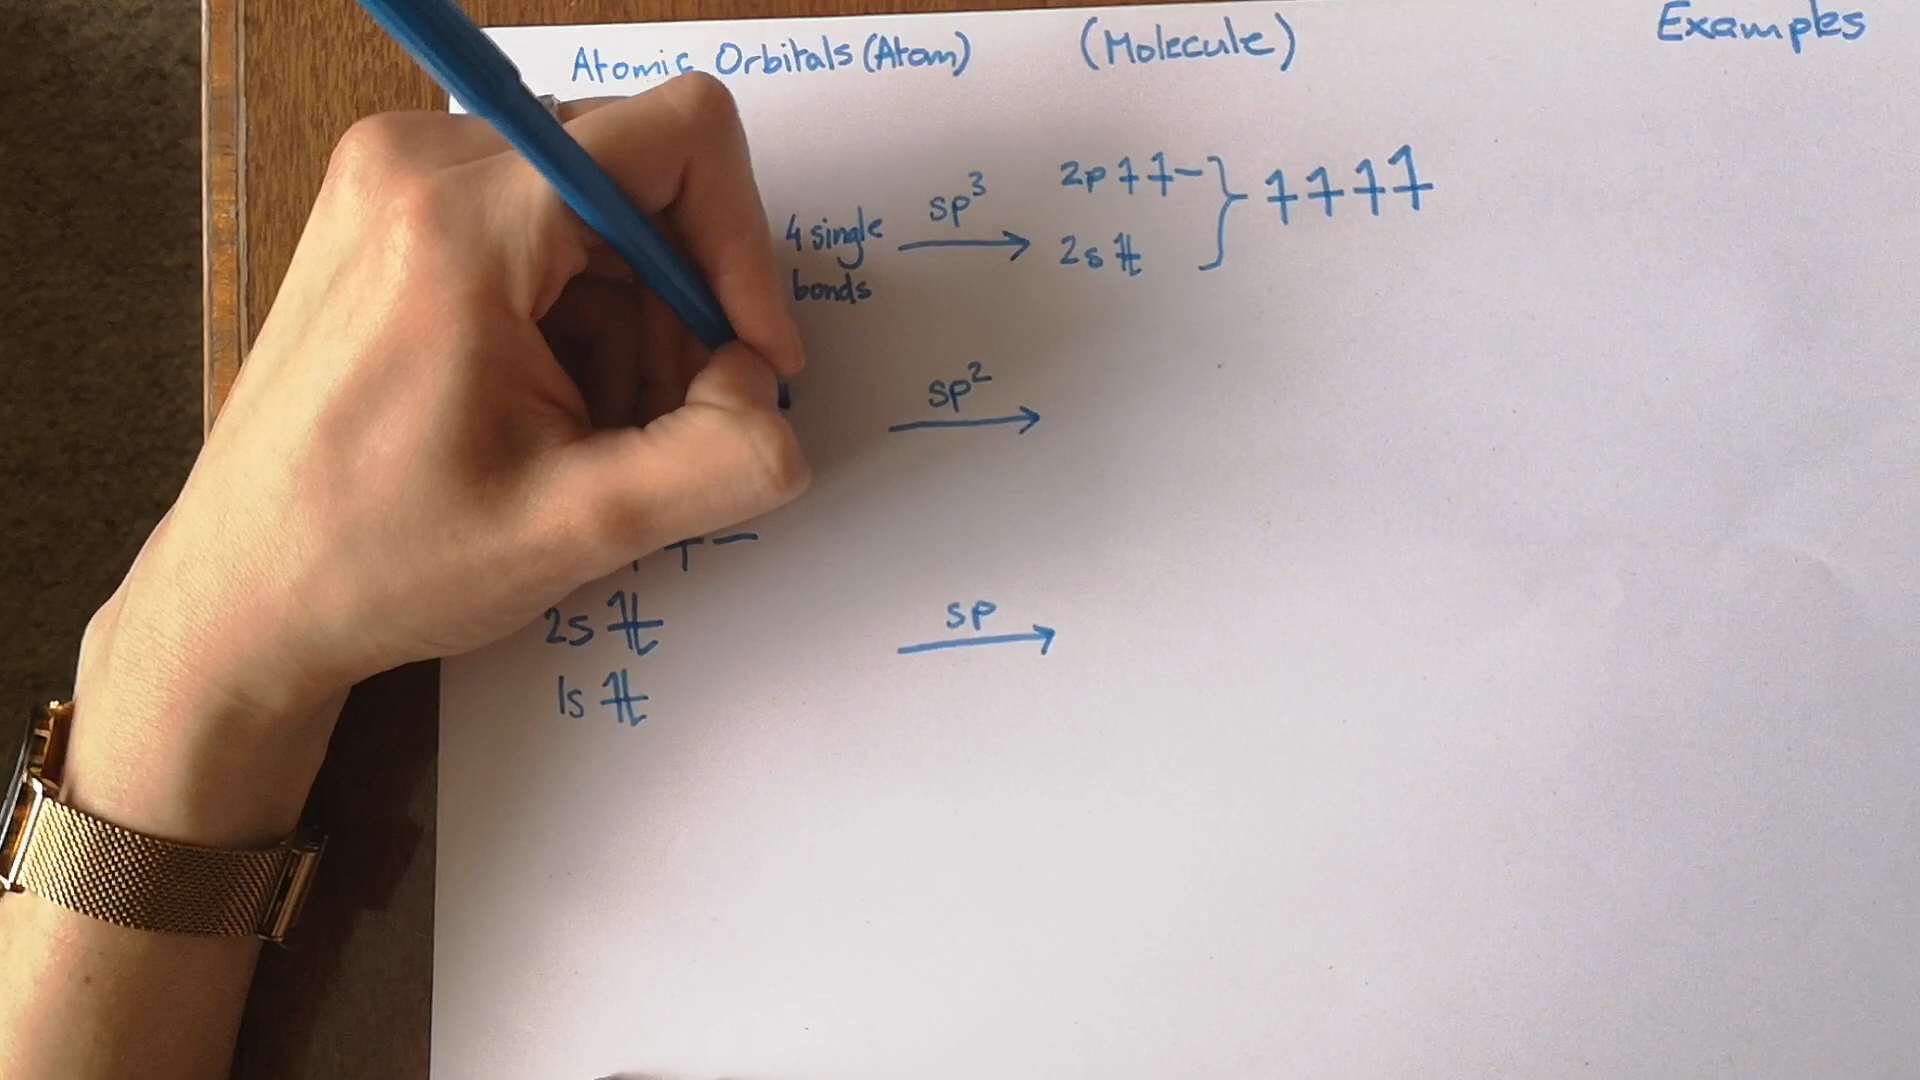 Atomic Orbitals (Atom)
(Molecule)
Examples
4 single
bonds
sp³
2p
2s
sp²
2s
1s
sp